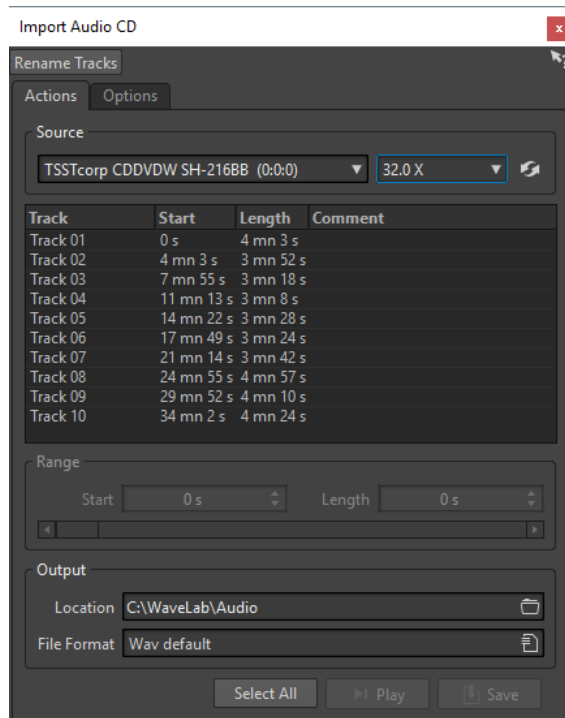 Import Audio CD x
Rename Tracks
Actions Options
Source
TSSTcorp CDDVDW SH-216BB (0:0:0) 32.0 X
Track Start Length Comment
Track 01 0 s 4 mn 3 s
Track 02 4 mn 3 s 3 mn 52 s
Track 03 7 mn 55 s 3 mn 18 s
Track 04 11 mn 13 s 3 mn 8 s
Track 05 14 mn 22 s 3 mn 28 s
Track 06 17 mn 49 s 3 mn 24 s
Track 07 21 mn 14 s 3 mn 42 s
Track 08 24 mn 55 s 4 mn 57 s
Track 09 29 mn 52 s 4 mn 10 s
Track 10 34 mn 2 s 4 mn 24 s
Range
Start 0 s Length 0 s
Output
Location C:\WaveLab\Audio
File Format Wav default
Select All Play Save